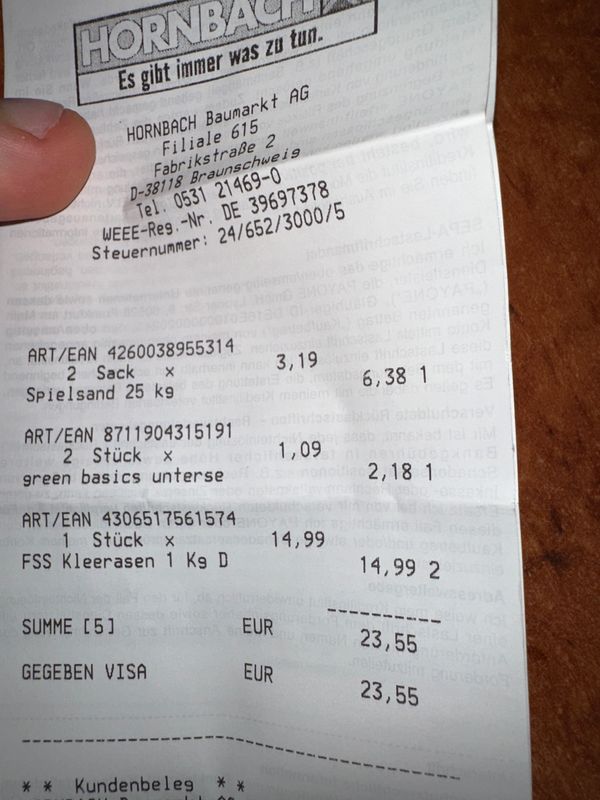 HORNBACH
Es gibt immer was zu tun.
HORNBACH Baumarkt AG
Filiale 615
Fabrikstraße 2
D-38118 Braunschweig
Tel. 0531 21469-0
WEEE-Reg.-Nr. DE 39697378
Steuernummer: 24/652/3000/5
ART/EAN 4260038955314
2 Sack x 3,19 6,38 1
Spielsand 25 kg
ART/EAN 8711904315191
2 Stück x 1,09 2,18 1
green basics unterse
ART/EAN 4306517561574
1 Stück x 14,99 14,99 2
FSS Kleerasen 1 Kg D
SUMME [5] EUR 23,55
GEGEBEN VISA EUR 23,55
* * Kundenbeleg * *